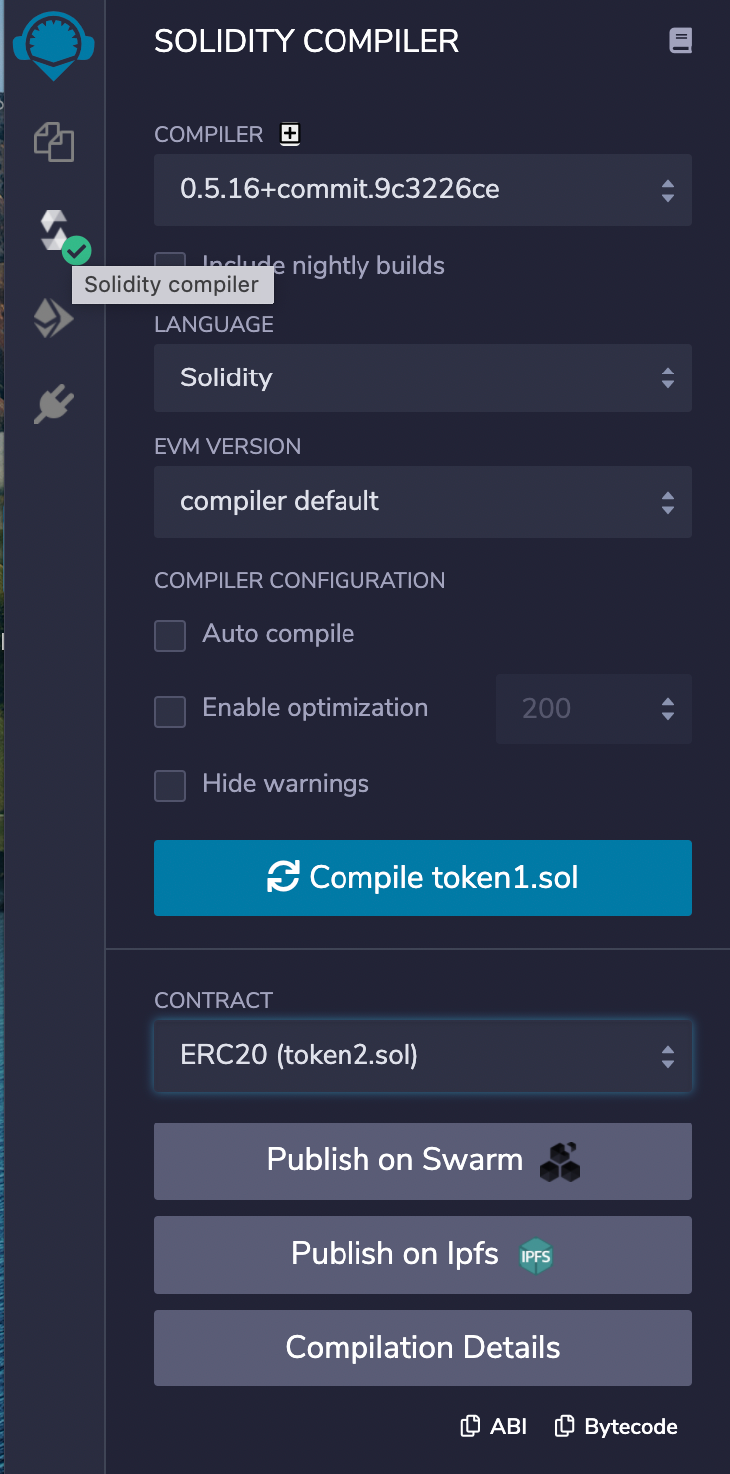 SOLIDITY COMPILER
COMPILER
0.5.16+commit.9c3226ce
Include nightly builds
Solidity compiler
LANGUAGE
Solidity
EVM VERSION
compiler default
COMPILER CONFIGURATION
Auto compile
Enable optimization 200
Hide warnings
Compile token1.sol
CONTRACT
ERC20 (token2.sol)
Publish on Swarm
Publish on Ipfs IPFS
Compilation Details
ABI Bytecode